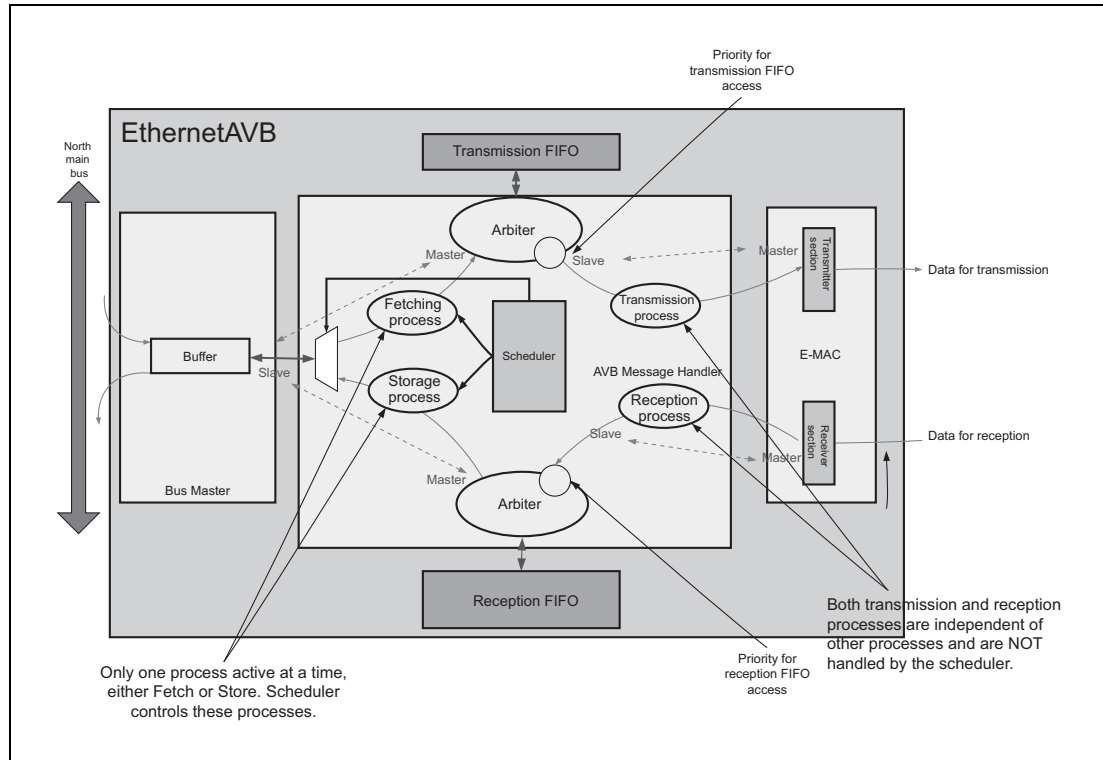 Priority for
transmission FIFO
access
EthernetAVB
North
main
bus
Transmission FIFO
Arbiter
Master
Slave
Master
Transmitter
section
Data for transmission
Fetching
process
Transmission
process
Scheduler
E-MAC
Buffer
Slave
AVB Message Handler
Storage
process
Reception
process
Slave
Master
Receiver
section
Data for reception
Master
Bus Master
Arbiter
Reception FIFO
Both transmission and reception
processes are independent of
other processes and are NOT
handled by the scheduler.
Only one process active at a time,
either Fetch or Store. Scheduler
controls these processes.
Priority for
reception FIFO
access